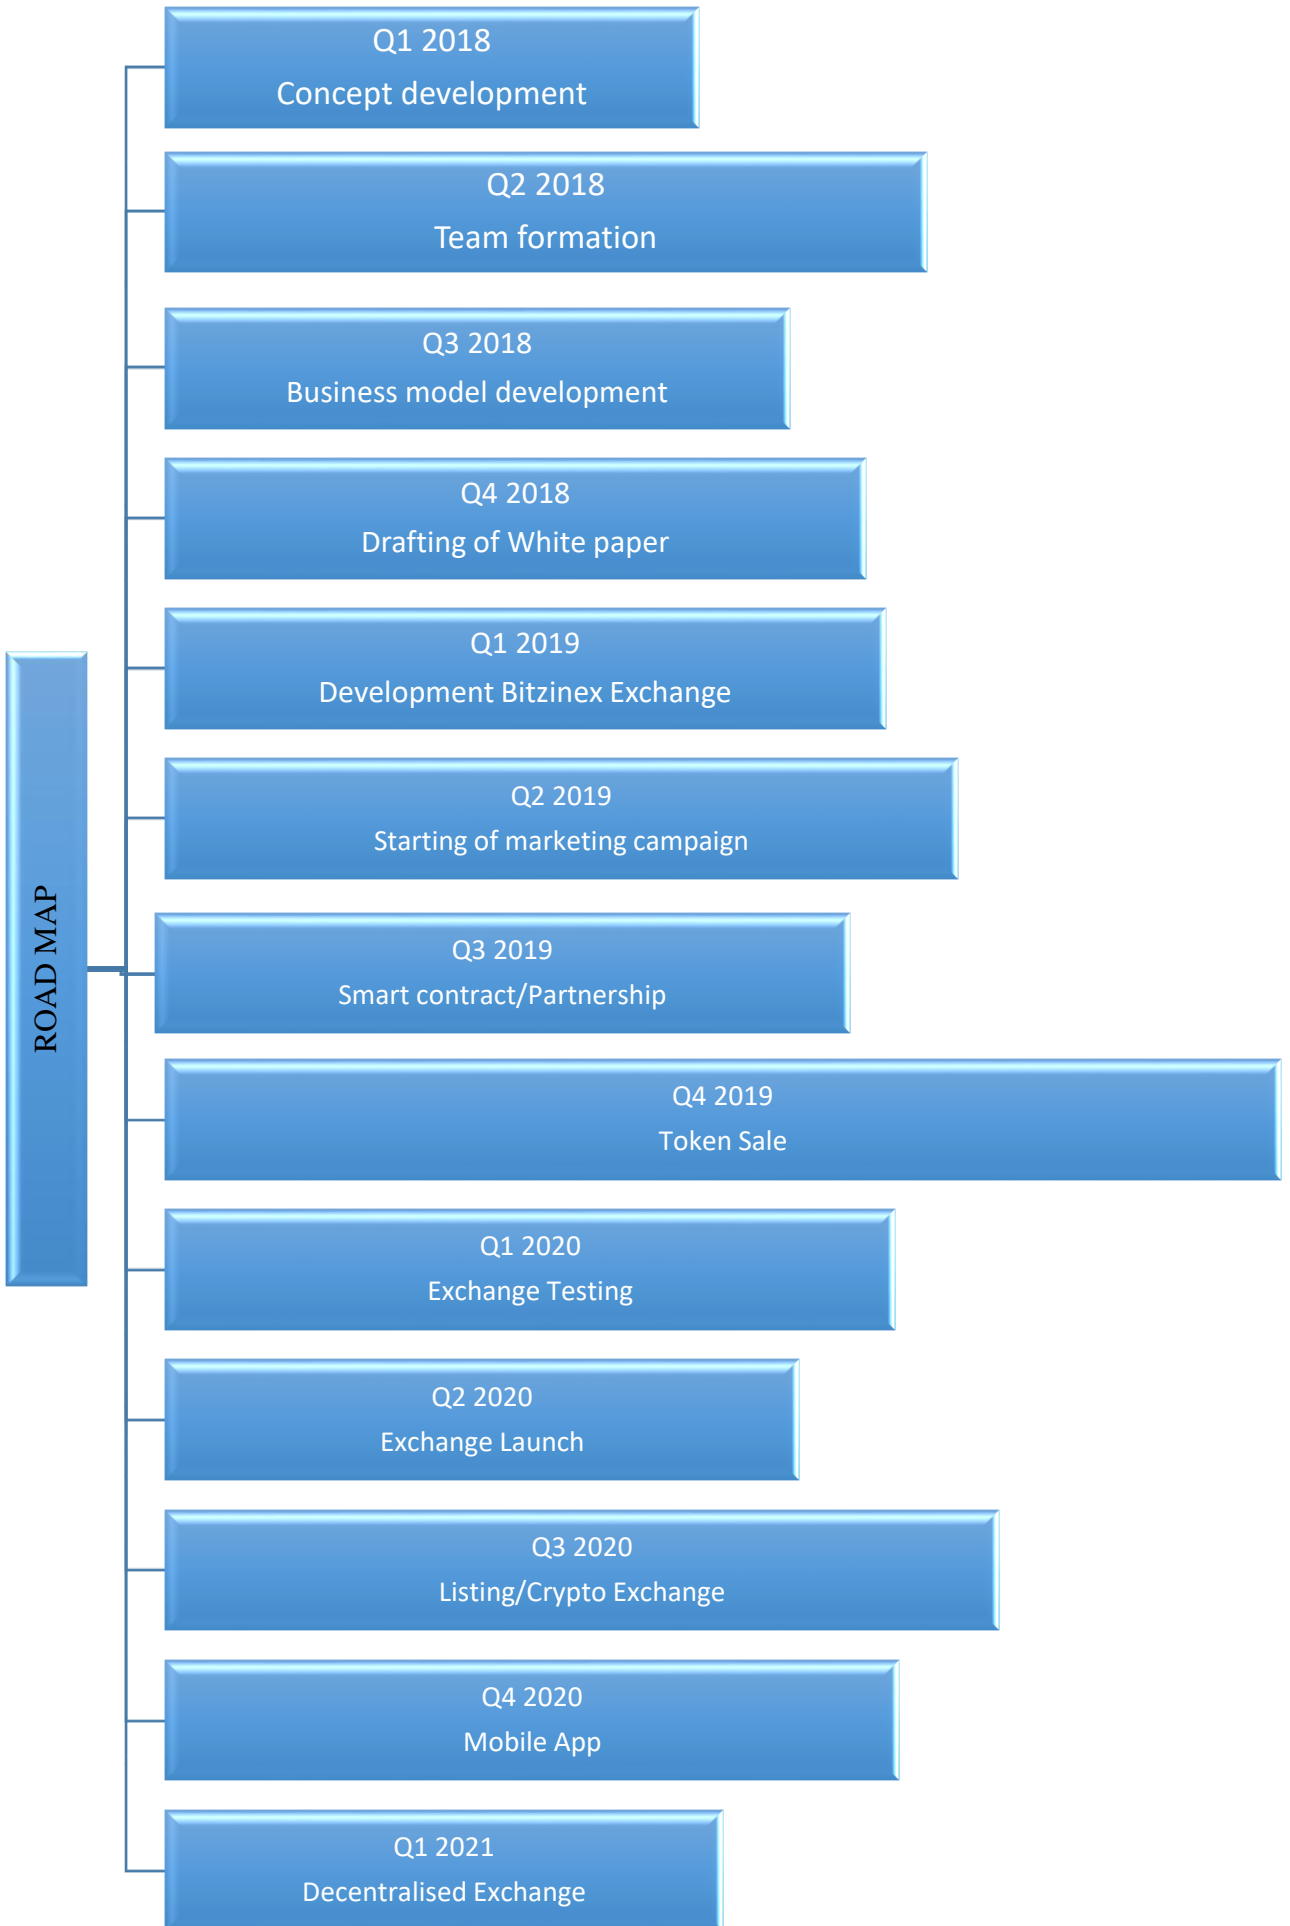 ROAD MAP
Q1 2018
Concept development
Q2 2018
Team formation
Q3 2018
Business model development
Q4 2018
Drafting of White paper
Q1 2019
Development Bitzinex Exchange
Q2 2019
Starting of marketing campaign
Q3 2019
Smart contract/Partnership
Q4 2019
Token Sale
Q1 2020
Exchange Testing
Q2 2020
Exchange Launch
Q3 2020
Listing/Crypto Exchange
Q4 2020
Mobile App
Q1 2021
Decentralised Exchange